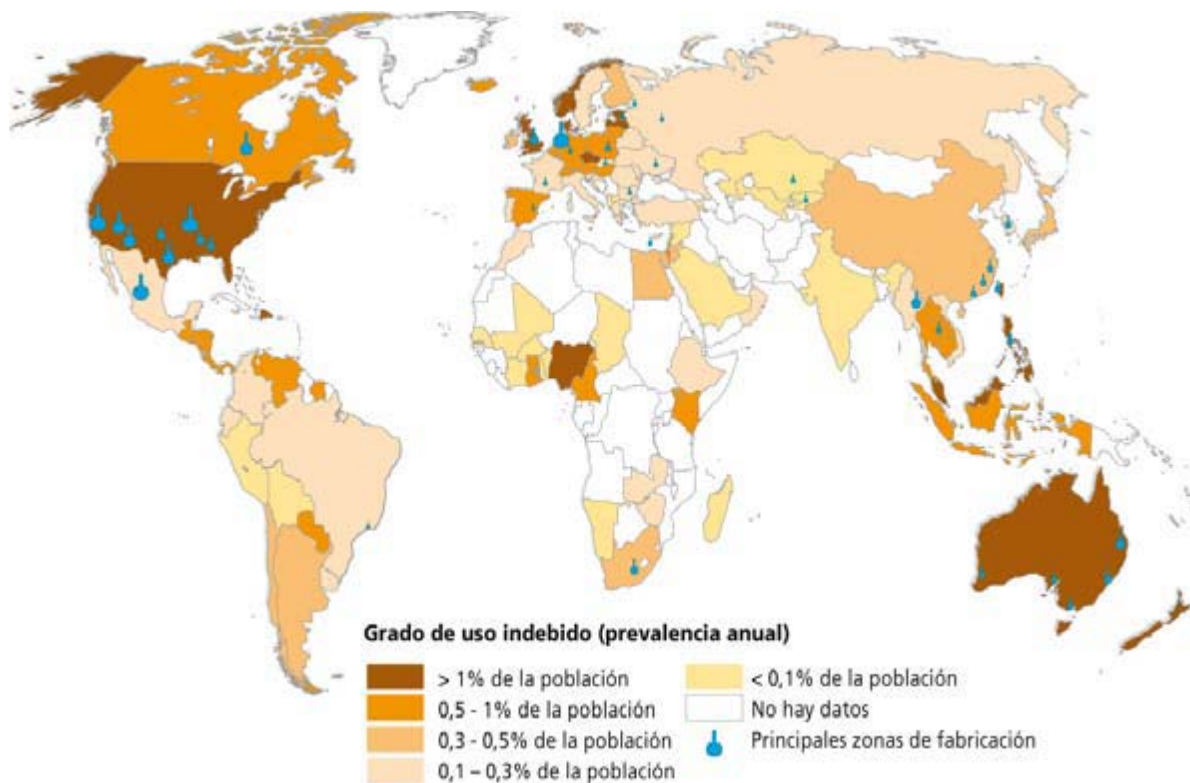 Grado de uso indebido (prevalencia anual)
> 1% de la población
0,5 - 1% de la población
0,3 - 0,5% de la población
0,1 – 0,3% de la población
< 0,1% de la población
No hay datos
Principales zonas de fabricación